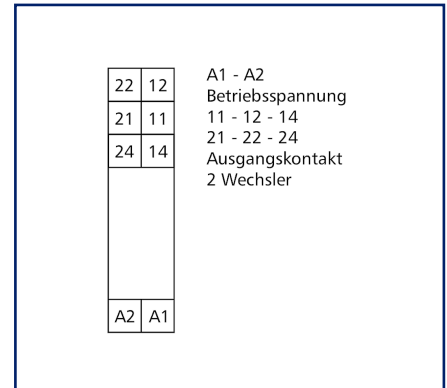 22 12
21 11
24 14
A2 A1
A1 - A2
Betriebsspannung
11 - 12 - 14
21 - 22 - 24
Ausgangskontakt
2 Wechsler